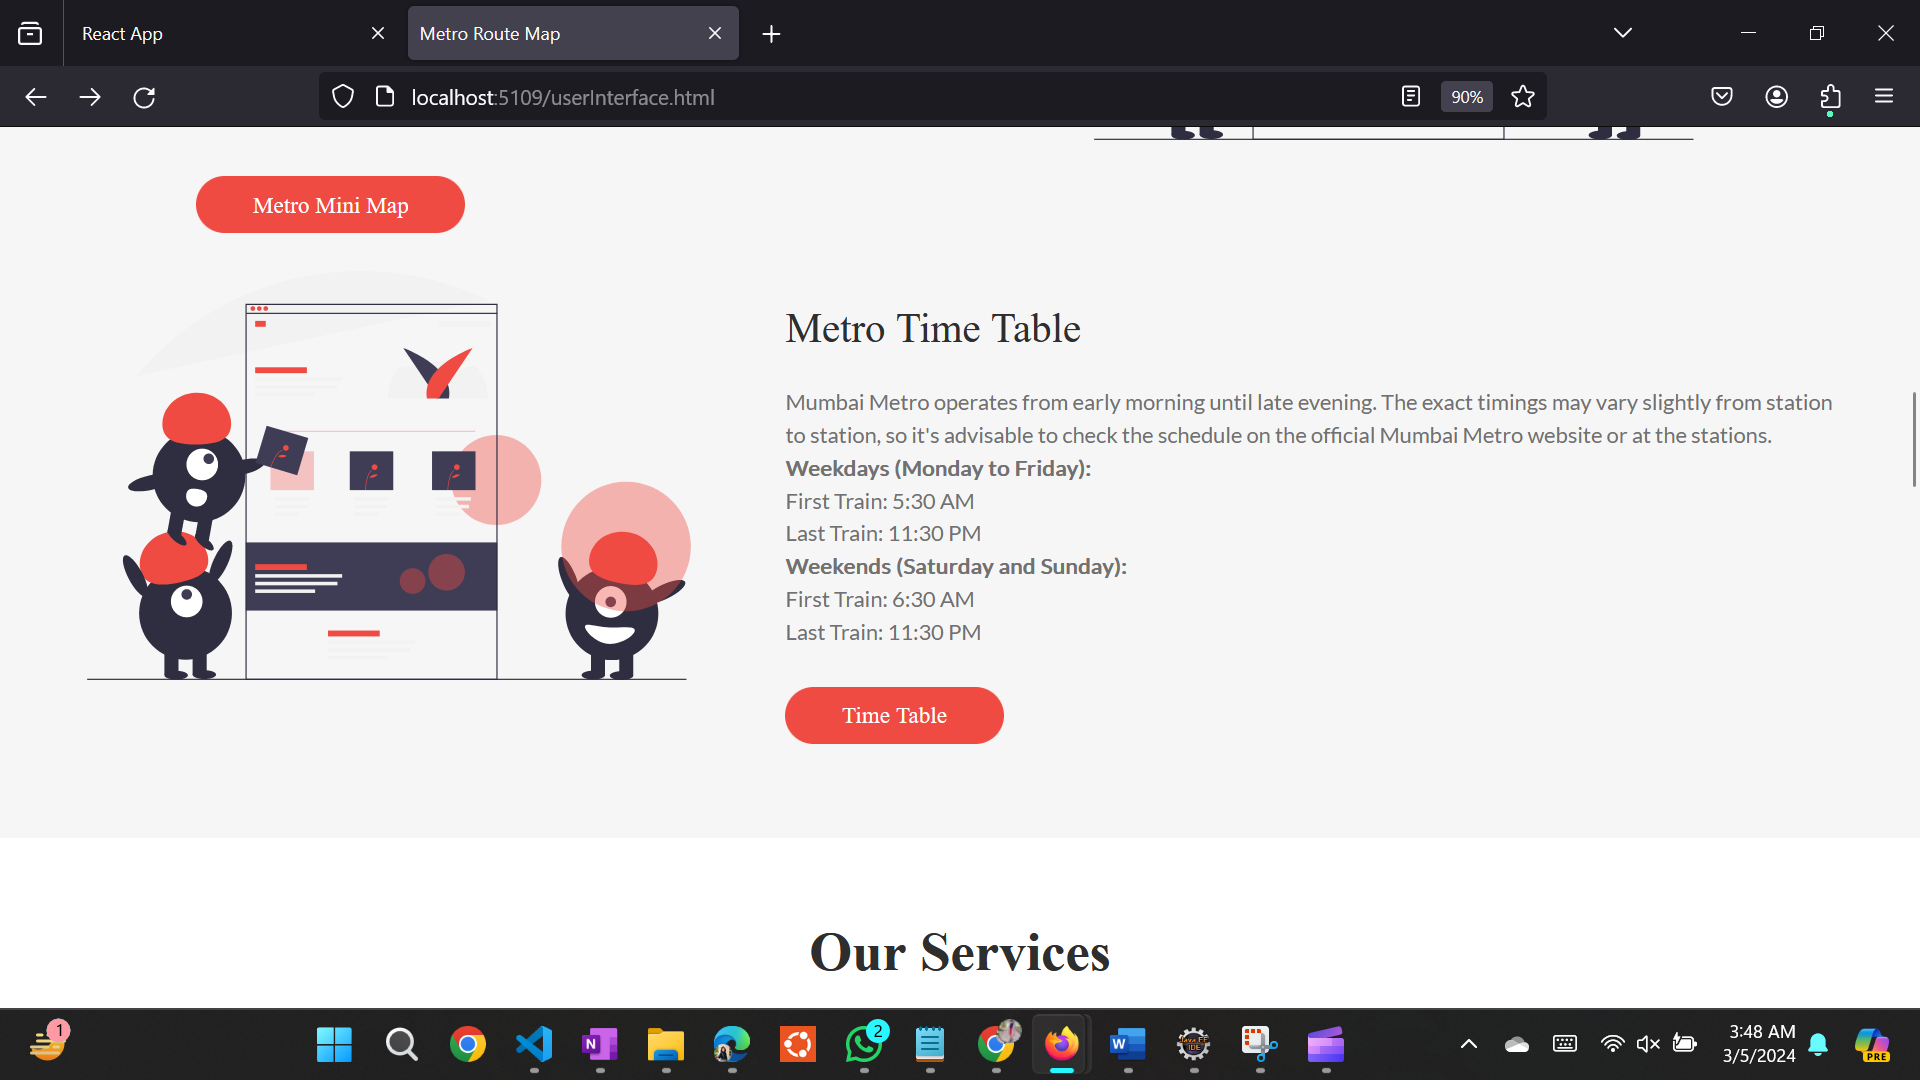 React App
Metro Route Map
localhost:5109/userInterface.html
90%
Metro Mini Map
Metro Time Table
Mumbai Metro operates from early morning until late evening. The exact timings may vary slightly from station
to station, so it's advisable to check the schedule on the official Mumbai Metro website or at the stations.
Weekdays (Monday to Friday):
First Train: 5:30 AM
Last Train: 11:30 PM
Weekends (Saturday and Sunday):
First Train: 6:30 AM
Last Train: 11:30 PM
Time Table
Our Services
1
N
2
W
Java EE
IDE
3:48 AM
3/5/2024
PRE